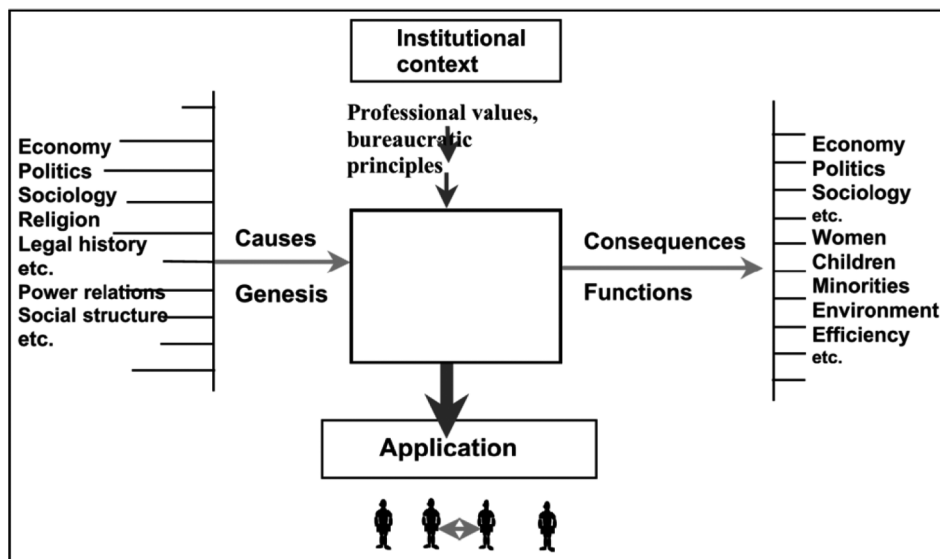 Institutional
context
Professional values,
bureaucratic
principles
Economy
Politics
Sociology
Religion
Legal history
etc.
Power relations
Social structure
etc.
Causes
Genesis
Consequences
Functions
Economy
Politics
Sociology
etc.
Women
Children
Minorities
Environment
Efficiency
etc.
Application